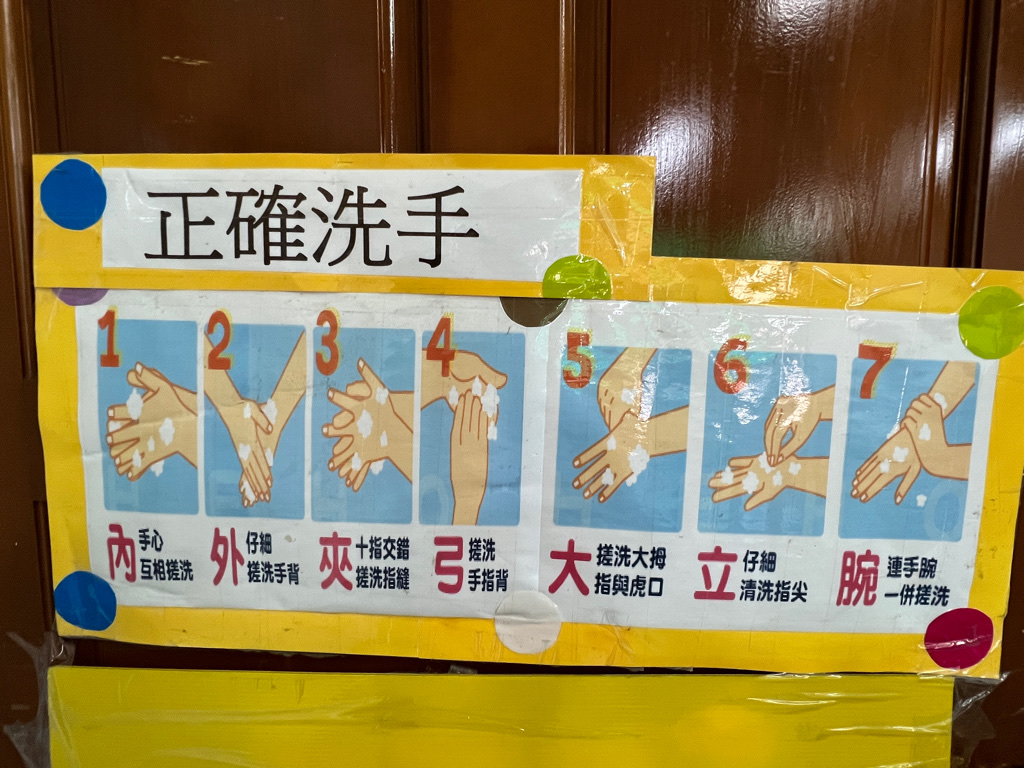 正確洗手
1
內
手心
互相搓洗
2
外
仔細
搓洗手背
3
夾
十指交錯
搓洗指縫
4
弓
搓洗
手指背
5
大
搓洗大拇
指與虎口
6
立
仔細
清洗指尖
7
腕
連手腕
一併搓洗